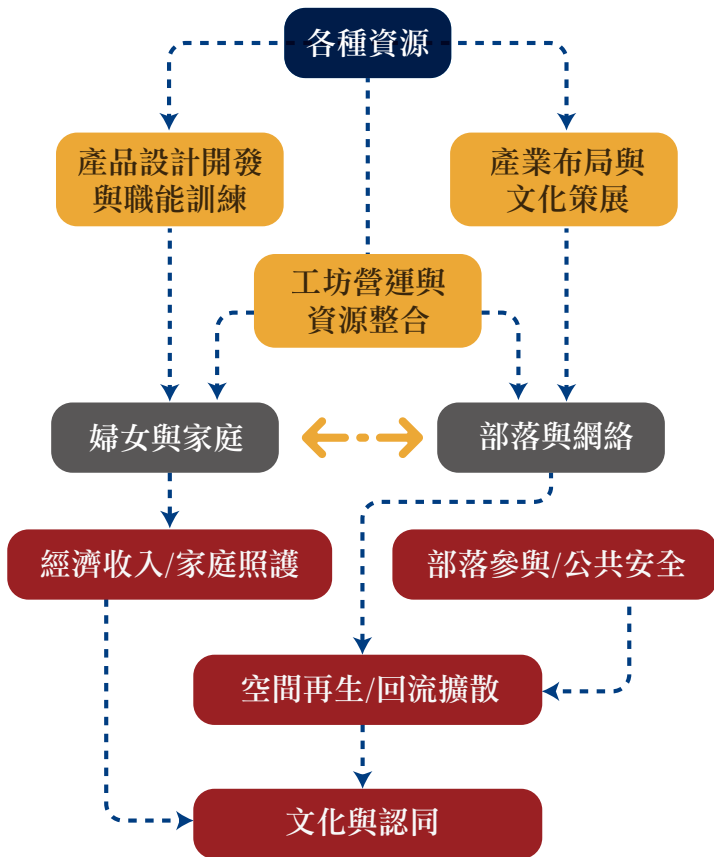 各種資源
產品設計開發
與職能訓練
產業布局與
文化策展
工坊營運與
資源整合
婦女與家庭
部落與網絡
經濟收入/家庭照護
部落參與/公共安全
空間再生/回流擴散
文化與認同